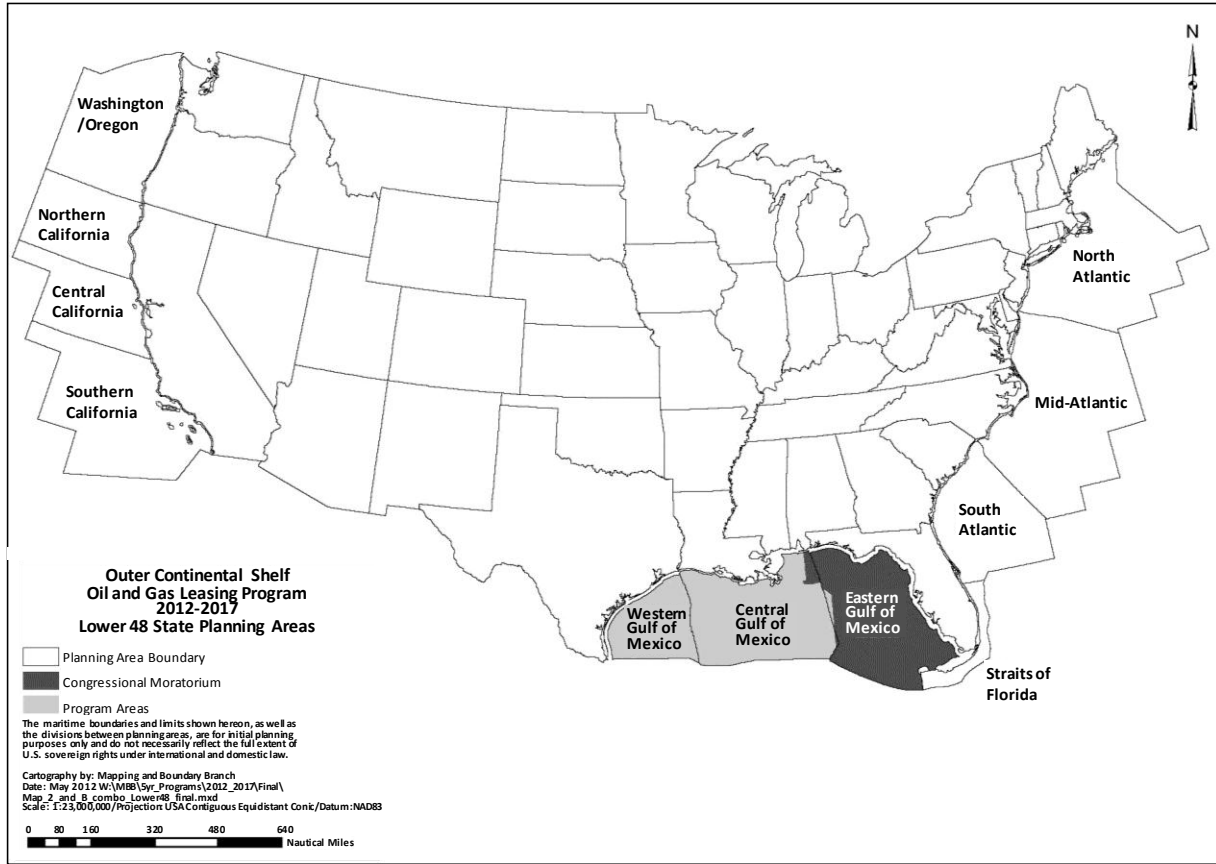 N
Washington
/Oregon
Northern
California
Central
California
Southern
California
North
Atlantic
Mid-Atlantic
South
Atlantic
Western
Gulf of
Mexico
Central
Gulf of
Mexico
Eastern
Gulf of
Mexico
Straits of
Florida
Outer Continental Shelf
Oil and Gas Leasing Program
2012-2017
Lower 48 State Planning Areas
Planning Area Boundary
Congressional Moratorium
Program Areas
The maritime boundaries and limits shown hereon, as well as
the divisions between planning areas, are for initial planning
purposes only and do not necessarily reflect the full extent of
U.S. sovereign rights under international and domestic law.
Cartography by: Mapping and Boundary Branch
Date: May 2012 W:\MBB\5yr_Programs\2012_2017\Final\
Map_2_and_B_combo_Lower48_final.mxd
Scale: 1:23,000,000/Projection: USA Contiguous Equidistant Conic/Datum: NAD83
0 80 160 320 480 640
Nautical Miles